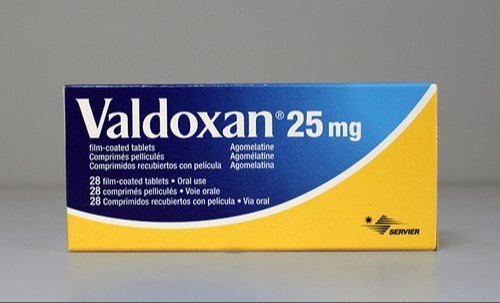 Valdoxan® 25 mg
film-coated tablets Agomelatine
Comprimés pelliculés Agomélatine
Comprimidos recubiertos con película Agomelatina
28 film-coated tablets • Oral use
28 comprimés pelliculés • Voie orale
28 Comprimidos recubiertos con película • Via oral
SERVIER